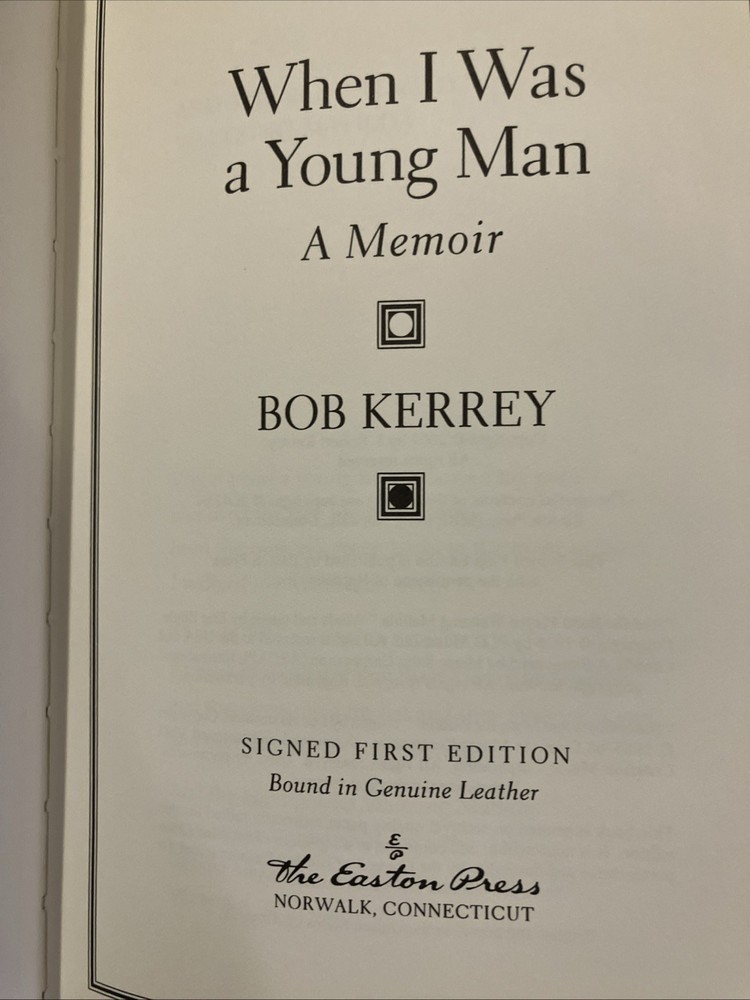 When I Was
a Young Man
A Memoir
BOB KERREY
SIGNED FIRST EDITION
Bound in Genuine Leather
E
P
the Easton Press
NORWALK, CONNECTICUT